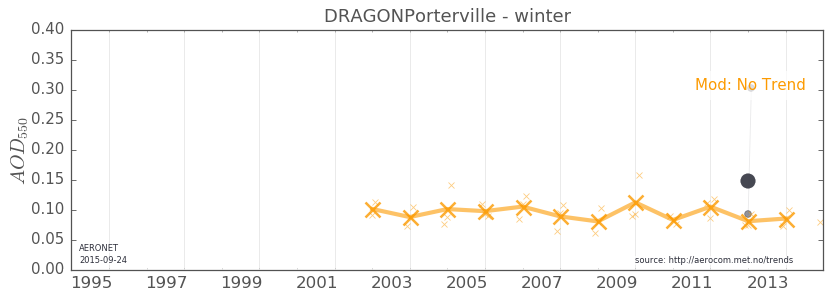 DRAGONPorterville - winter
0.40
0.35
0.30
0.25
0.20
0.15
0.10
0.05
0.00
AOD550
Mod: No Trend
AERONET
2015-09-24
source: http://aerocom.met.no/trends
1995 1997 1999 2001 2003 2005 2007 2009 2011 2013